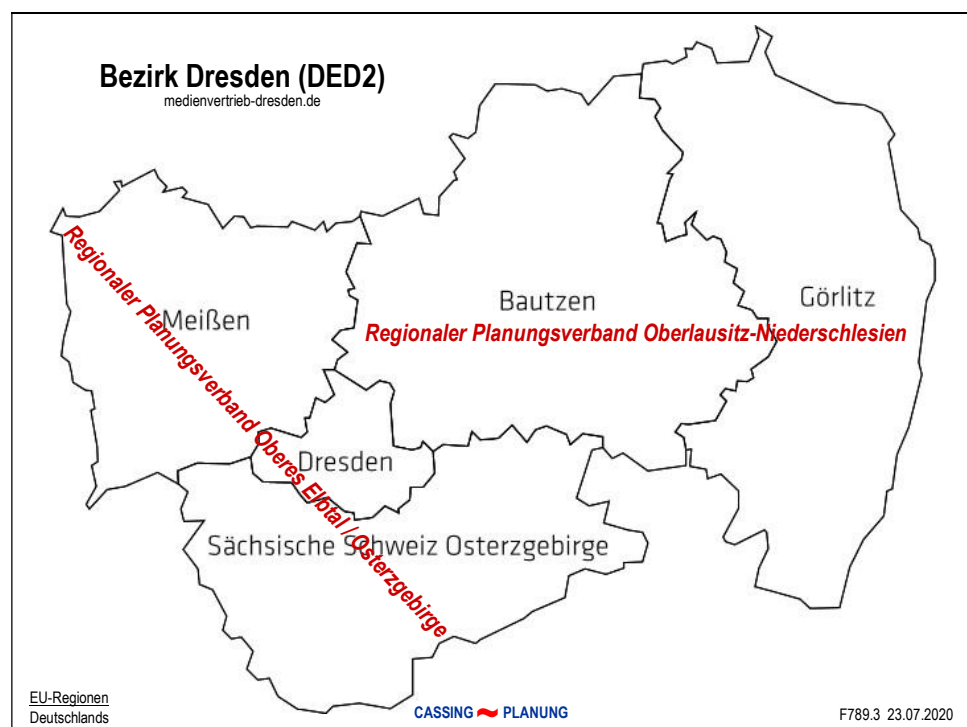 Bezirk Dresden (DED2)
medienvertrieb-dresden.de
Regionaler Planungsverband Oberes Elbtal / Osterzgebirge
Meißen
Bautzen
Görlitz
Regionaler Planungsverband Oberlausitz-Niederschlesien
Dresden
Sächsische Schweiz Osterzgebirge
EU-Regionen
Deutschlands
CASSING PLANUNG
F789.3 23.07.2020